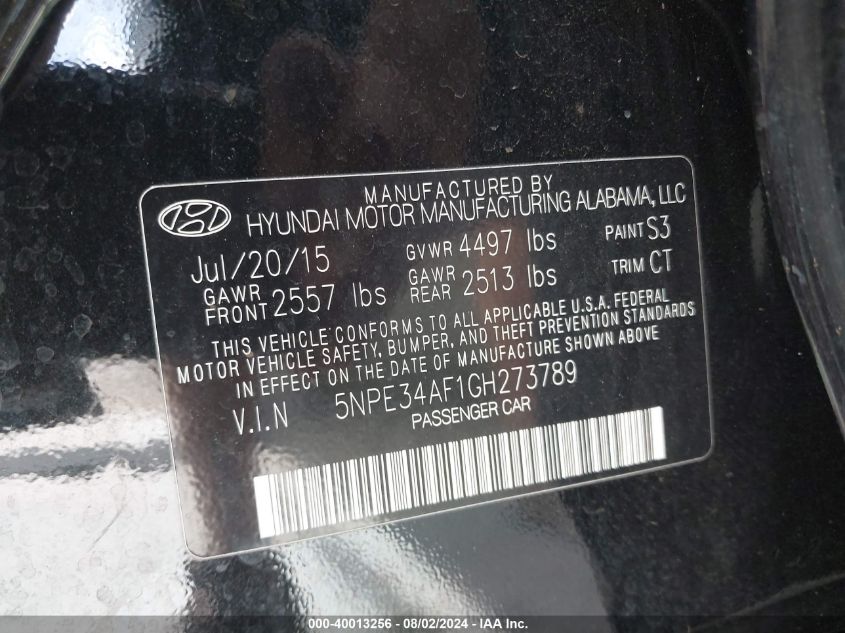 MANUFACTURED BY
HYUNDAI MOTOR MANUFACTURING ALABAMA, LLC
Jul/20/15 GVWR 4497 lbs PAINT S3
GAWR FRONT 2557 lbs GAWR REAR 2513 lbs TRIM CT
THIS VEHICLE CONFORMS TO ALL APPLICABLE U.S.A. FEDERAL
MOTOR VEHICLE SAFETY, BUMPER, AND THEFT PREVENTION STANDARDS
IN EFFECT ON THE DATE OF MANUFACTURE SHOWN ABOVE.
V.I.N 5NPE34AF1GH273789
PASSENGER CAR
000-40013256 - 08/02/2024 - IAA Inc.